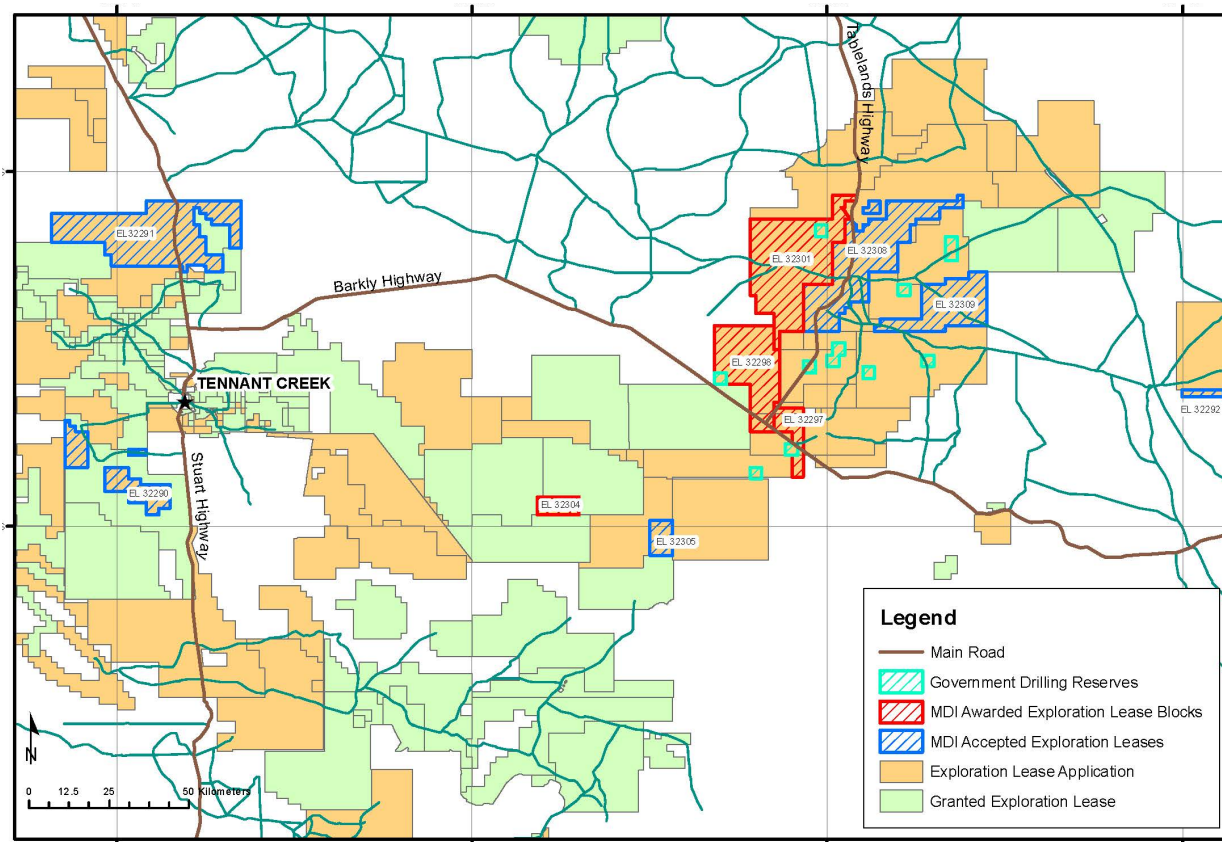 Tablelands Highway
EL 32291
EL 32308
EL 32301
Barkly Highway
EL 32309
EL 32298
TENNANT CREEK
EL 32292
EL 32297
Stuart Highway
EL 32290
EL 32304
EL 32305
Legend
Main Road
Government Drilling Reserves
MDI Awarded Exploration Lease Blocks
MDI Accepted Exploration Leases
Exploration Lease Application
Granted Exploration Lease
N
0 12.5 25 50 Kilometers